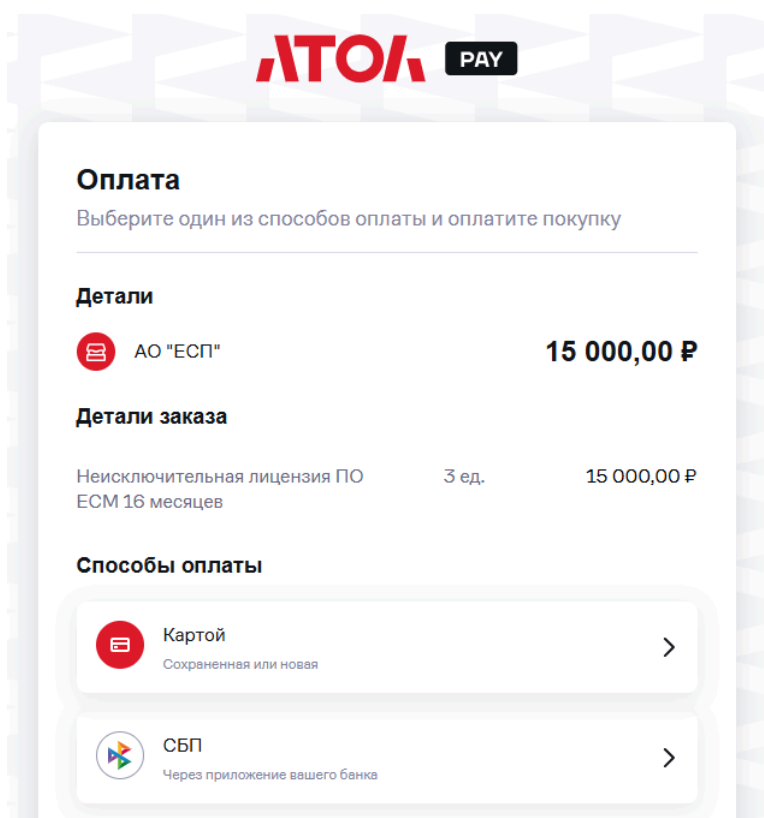 АТОЛ PAY
Оплата
Выберите один из способов оплаты и оплатите покупку
Детали
АО "ЕСП" 15 000,00 ₽
Детали заказа
Неисключительная лицензия ПО 3 ед. 15 000,00 ₽
ЕСМ 16 месяцев
Способы оплаты
Картой
Сохраненная или новая
СБП
Через приложение вашего банка